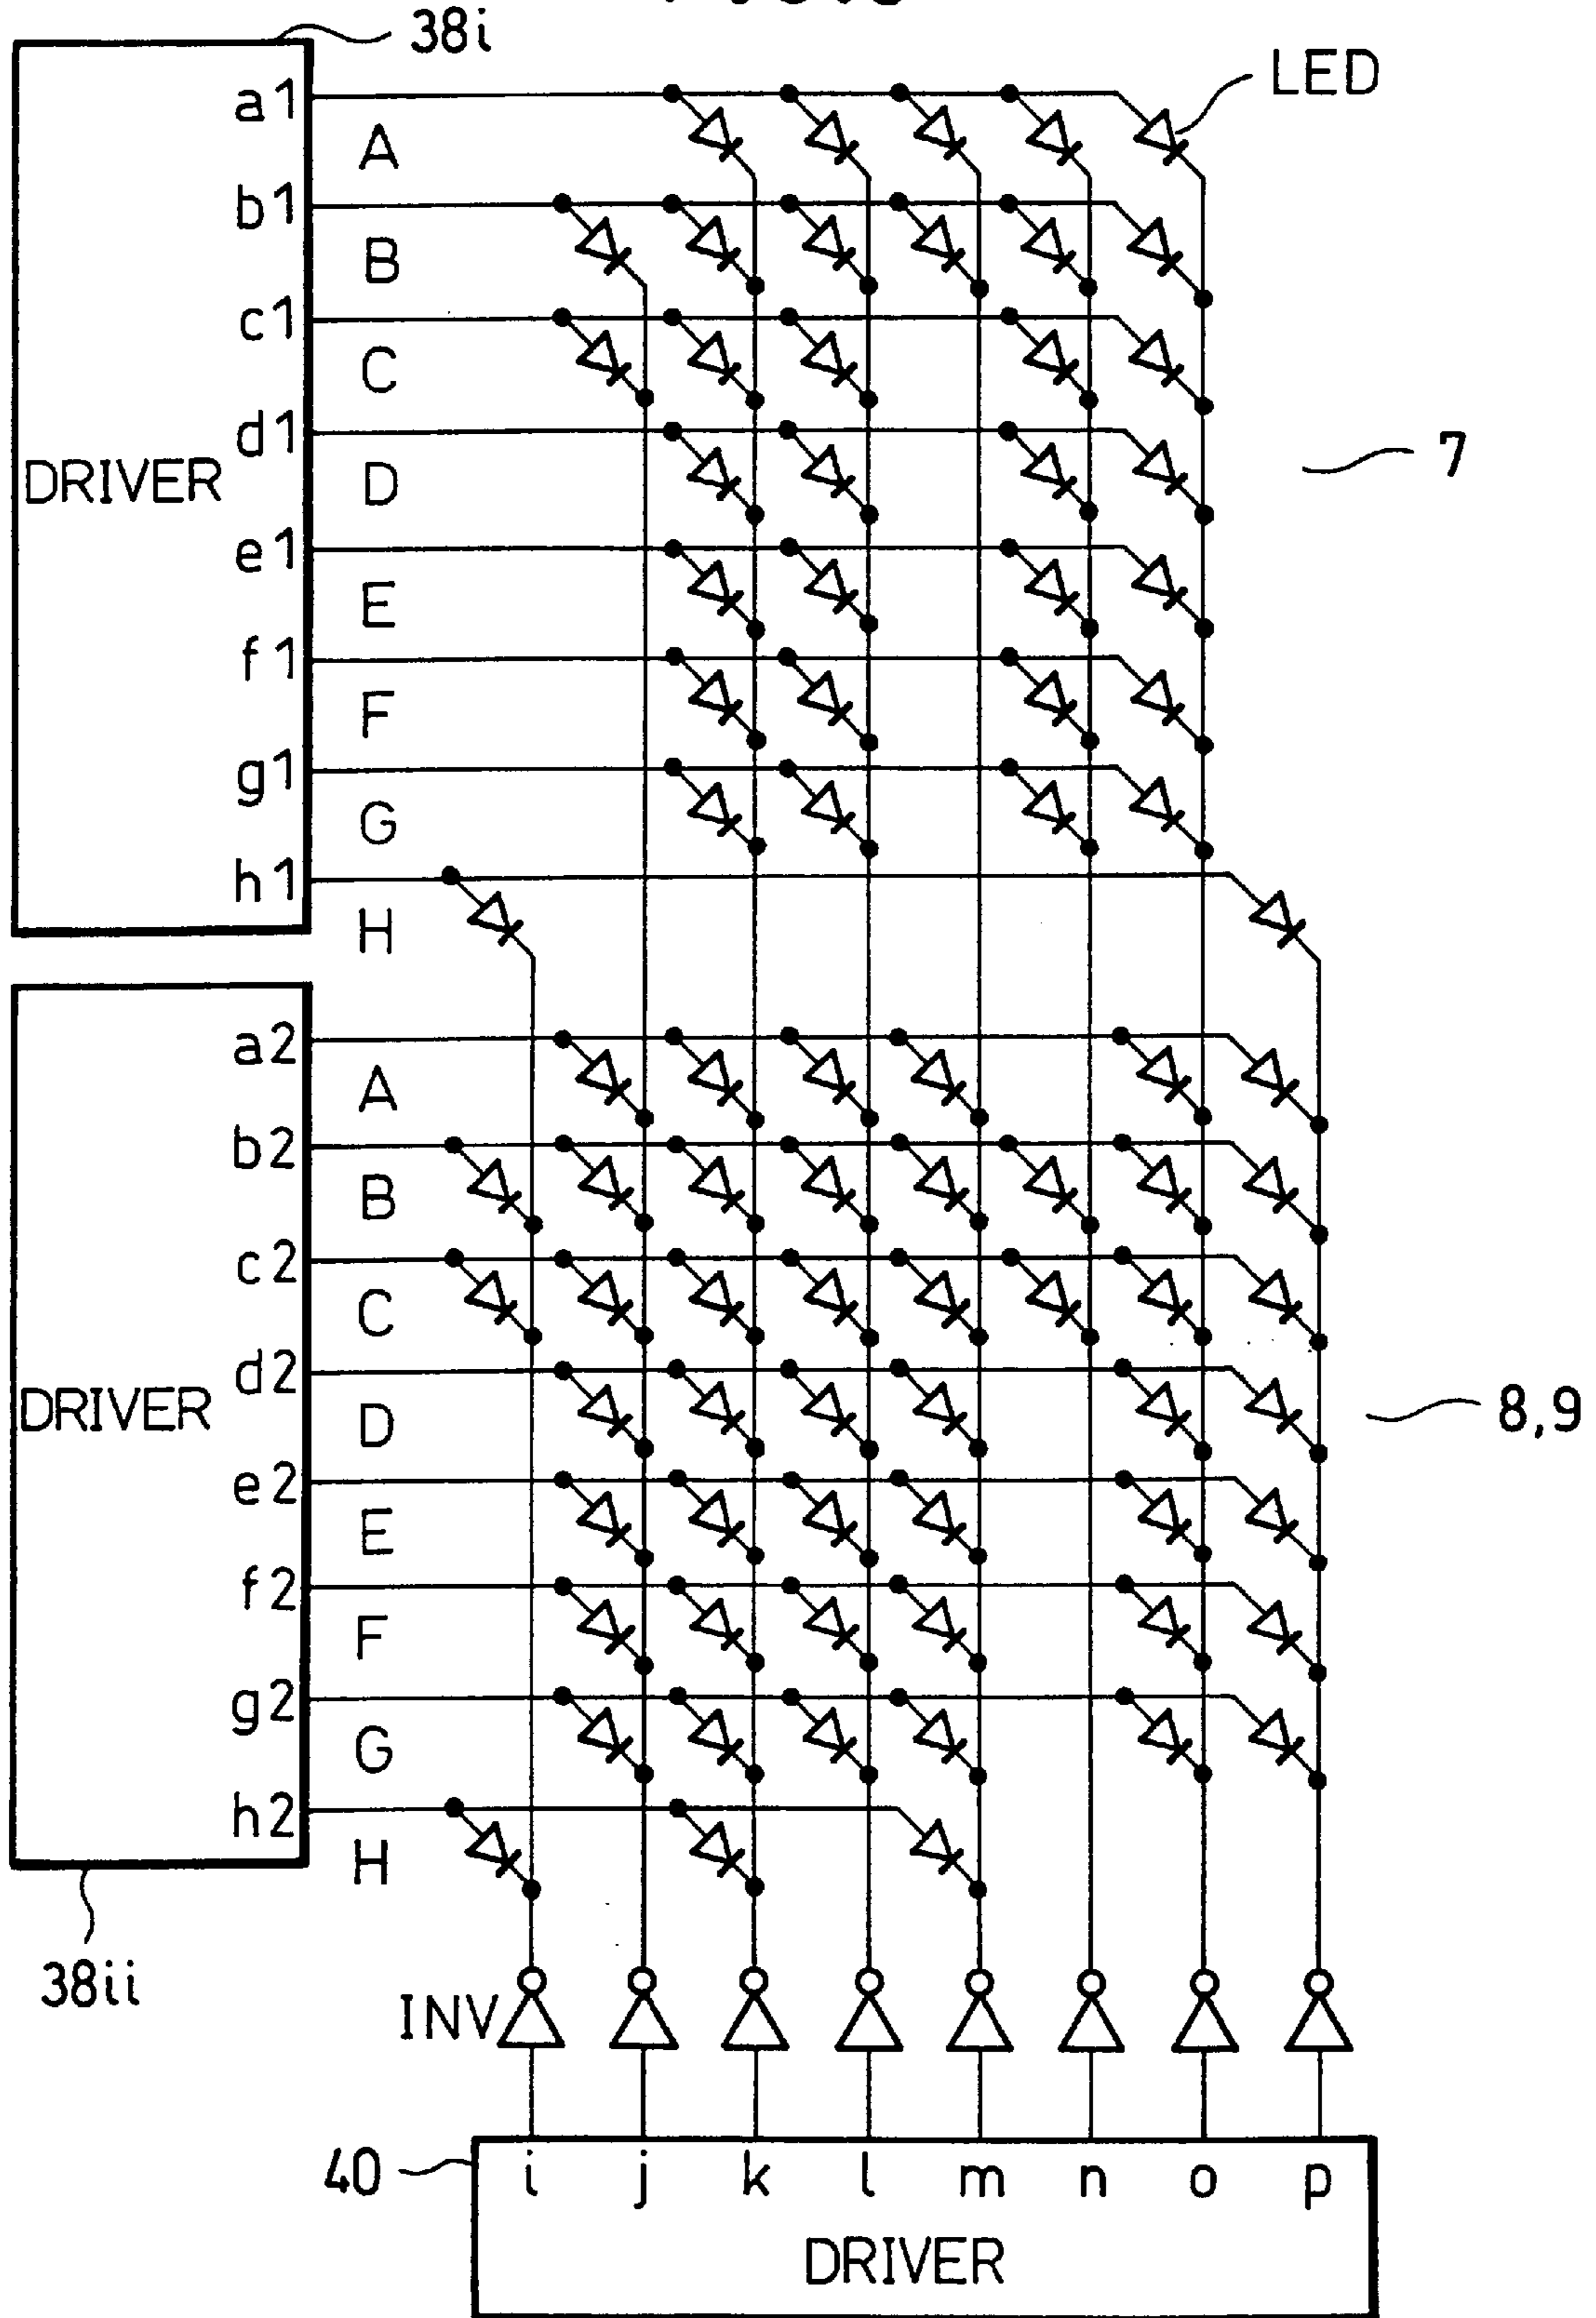 38i
LED
a1
A
b1
B
c1
C
d1
D
DRIVER
7
e1
E
f1
F
g1
G
h1
H
a2
A
b2
B
c2
C
d2
D
DRIVER
8,9
e2
E
f2
F
g2
G
h2
H
38ii
INV
40
i j k l m n o p
DRIVER